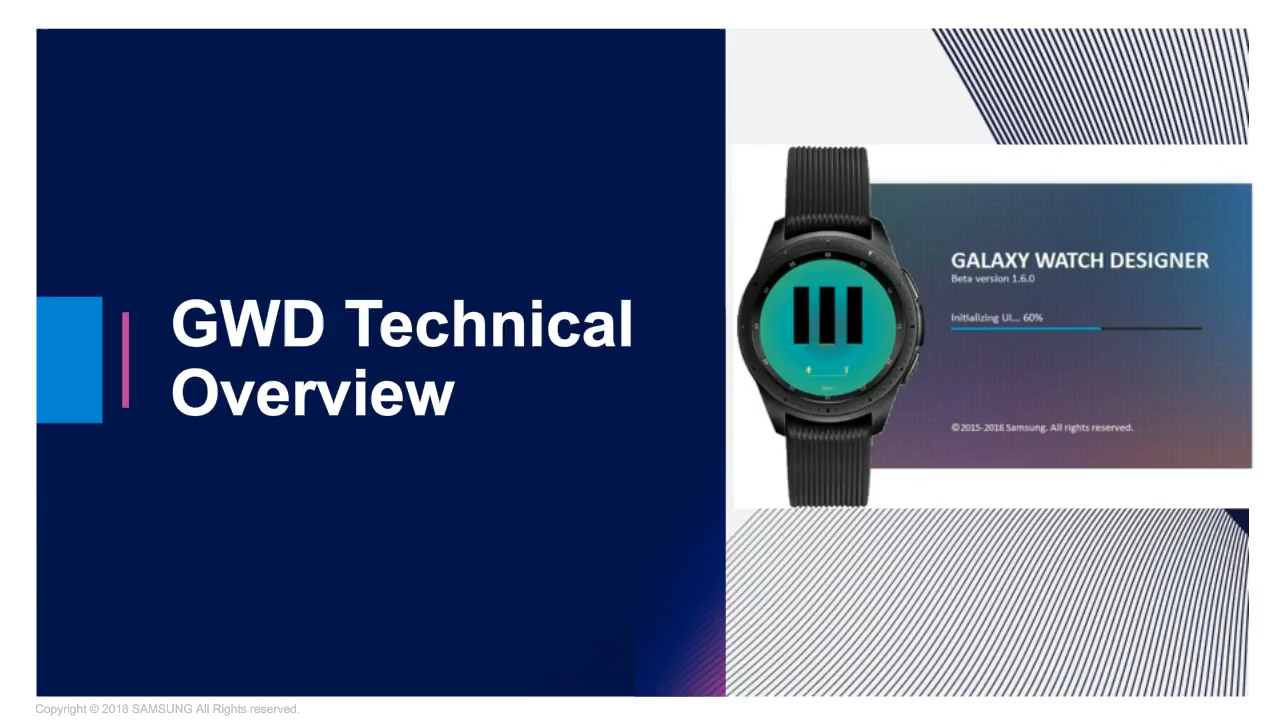 GWD Technical
Overview
GALAXY WATCH DESIGNER
Beta version 1.6.0
Initializing UI... 60%
©2015-2018 Samsung. All rights reserved.
Copyright © 2018 SAMSUNG All Rights reserved.